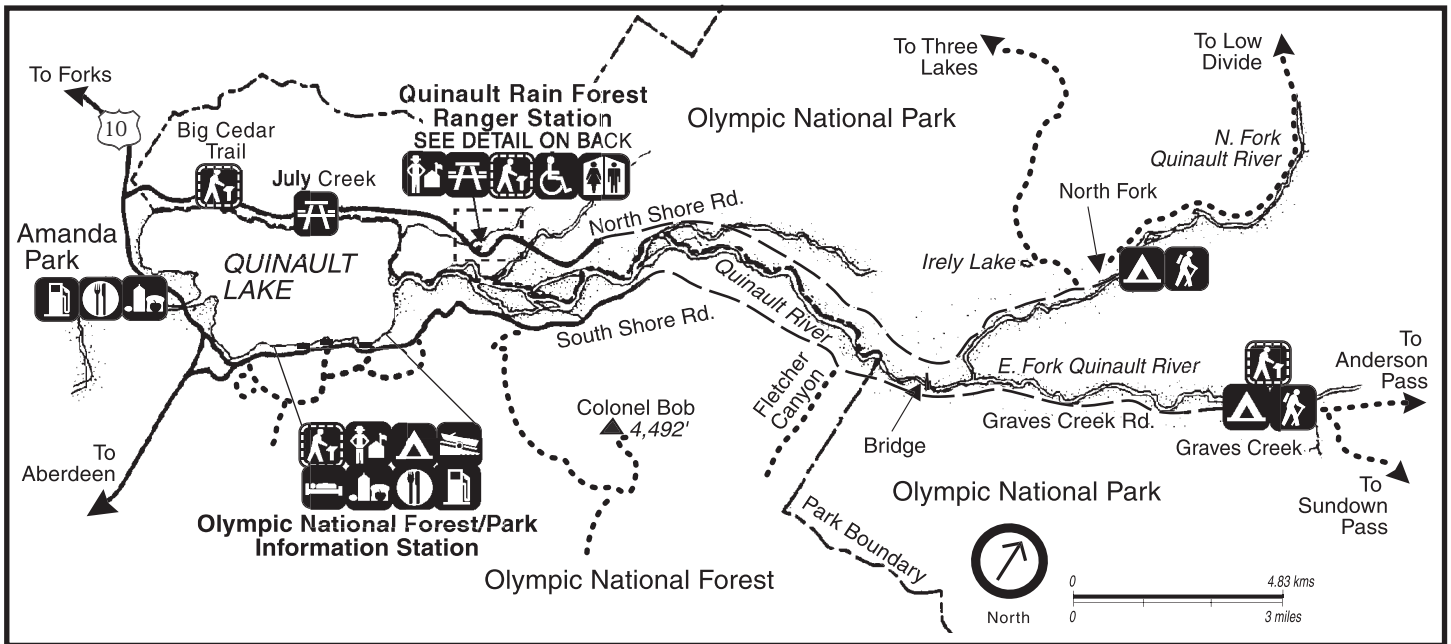 To Forks
10
Big Cedar
Trail
July Creek
Quinault Rain Forest
Ranger Station
SEE DETAIL ON BACK
Olympic National Park
To Three
Lakes
To Low
Divide
N. Fork
Quinault River
North Fork
Irely Lake
North Shore Rd.
Amanda
Park
QUINAULT
LAKE
Quinault River
South Shore Rd.
E. Fork Quinault River
To
Anderson
Pass
Fletcher
Canyon
Colonel Bob
4,492'
Bridge
Graves Creek Rd.
Graves Creek
To
Aberdeen
Olympic National Park
To
Sundown
Pass
Olympic National Forest/Park
Information Station
Park Boundary
Olympic National Forest
North
0 4.83 kms
0 3 miles